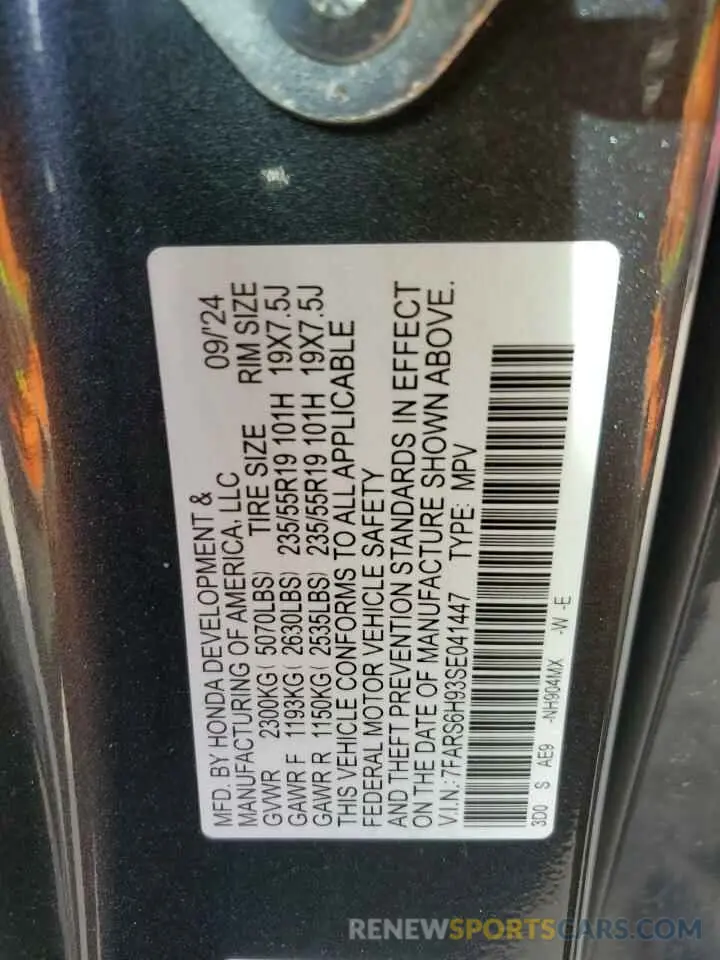 MFD. BY HONDA DEVELOPMENT &
MANUFACTURING OF AMERICA, LLC 09/'24
TIRE SIZE RIM SIZE
GVWR 2300KG( 5070LBS)
GAWR F 1193KG( 2630LBS) 235/55R19 101H 19X7.5J
GAWR R 1150KG( 2535LBS) 235/55R19 101H 19X7.5J
THIS VEHICLE CONFORMS TO ALL APPLICABLE
FEDERAL MOTOR VEHICLE SAFETY
AND THEFT PREVENTION STANDARDS IN EFFECT
ON THE DATE OF MANUFACTURE SHOWN ABOVE.
V.I.N.: 7FARS6H93SE041447 TYPE: MPV
3D0 S AE9 -NH904MX -W -E
RENEWSPORTSCARS.COM